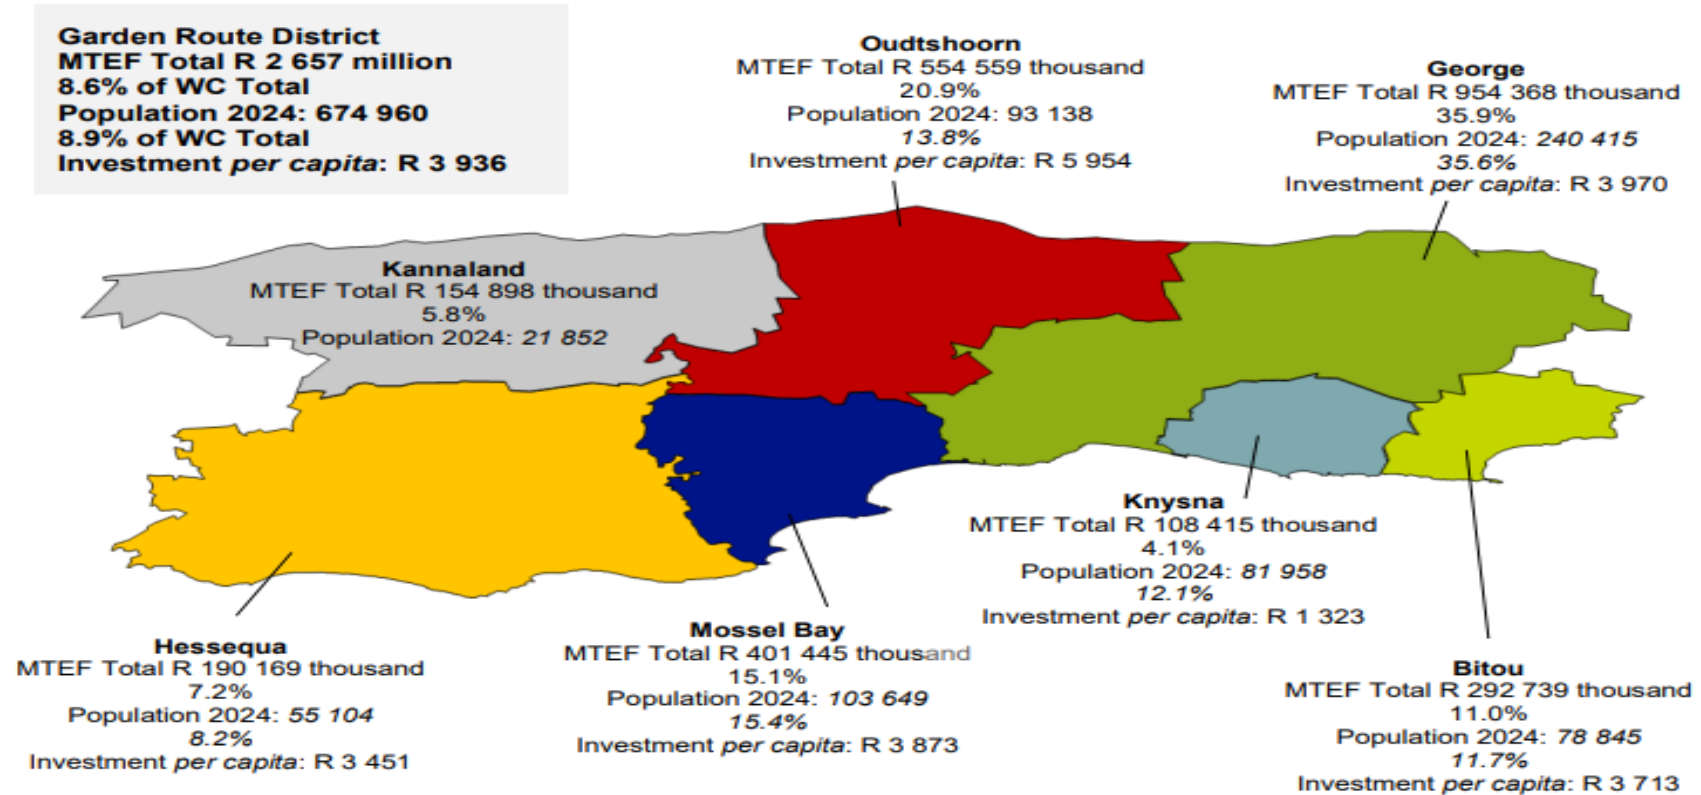 Garden Route District
MTEF Total R 2 657 million
8.6% of WC Total
Population 2024: 674 960
8.9% of WC Total
Investment per capita: R 3 936
Oudtshoorn
MTEF Total R 554 559 thousand
20.9%
Population 2024: 93 138
13.8%
Investment per capita: R 5 954
George
MTEF Total R 954 368 thousand
35.9%
Population 2024: 240 415
35.6%
Investment per capita: R 3 970
Kannaland
MTEF Total R 154 898 thousand
5.8%
Population 2024: 21 852
Knysna
MTEF Total R 108 415 thousand
4.1%
Population 2024: 81 958
12.1%
Investment per capita: R 1 323
Hessequa
MTEF Total R 190 169 thousand
7.2%
Population 2024: 55 104
8.2%
Investment per capita: R 3 451
Mossel Bay
MTEF Total R 401 445 thousand
15.1%
Population 2024: 103 649
15.4%
Investment per capita: R 3 873
Bitou
MTEF Total R 292 739 thousand
11.0%
Population 2024: 78 845
11.7%
Investment per capita: R 3 713